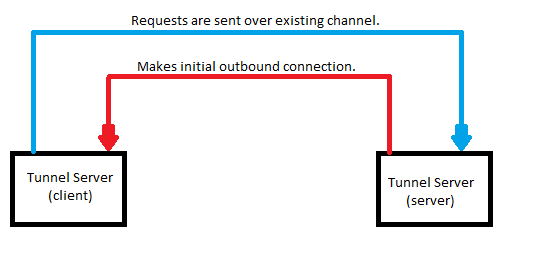 Requests are sent over existing channel.
Makes initial outbound connection.
Tunnel Server
(client)
Tunnel Server
(server)